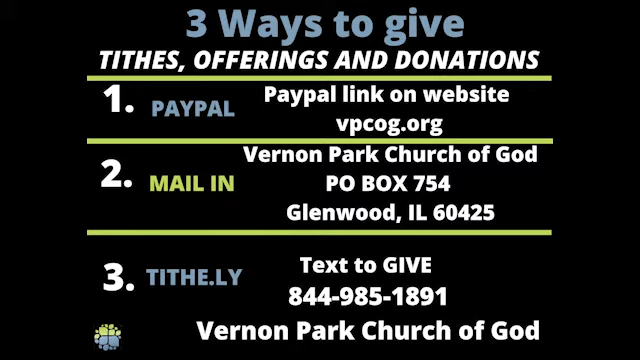 3 Ways to give
TITHES, OFFERINGS AND DONATIONS
1. PAYPAL
Paypal link on website
vpcog.org
2. MAIL IN
Vernon Park Church of God
PO BOX 754
Glenwood, IL 60425
3. TITHE.LY
Text to GIVE
844-985-1891
Vernon Park Church of God